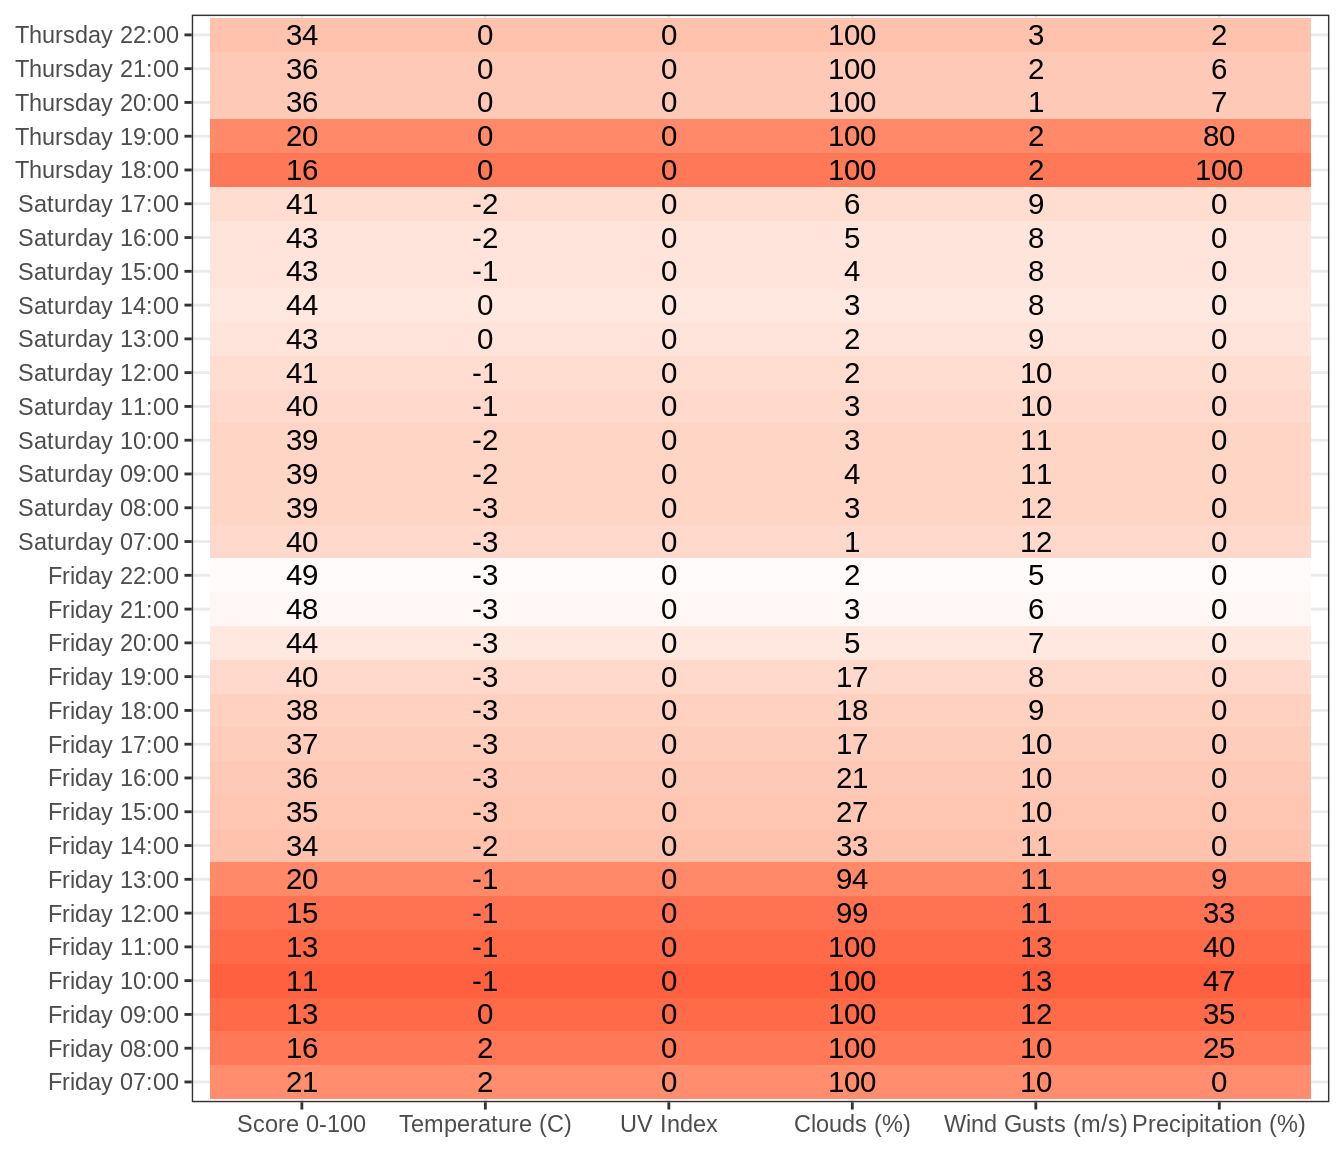 Thursday 22:00 34 0 0 100 3 2
Thursday 21:00 36 0 0 100 2 6
Thursday 20:00 36 0 0 100 1 7
Thursday 19:00 20 0 0 100 2 80
Thursday 18:00 16 0 0 100 2 100
Saturday 17:00 41 -2 0 6 9 0
Saturday 16:00 43 -2 0 5 8 0
Saturday 15:00 43 -1 0 4 8 0
Saturday 14:00 44 0 0 3 8 0
Saturday 13:00 43 0 0 2 9 0
Saturday 12:00 41 -1 0 2 10 0
Saturday 11:00 40 -1 0 3 10 0
Saturday 10:00 39 -2 0 3 11 0
Saturday 09:00 39 -2 0 4 11 0
Saturday 08:00 39 -3 0 3 12 0
Saturday 07:00 40 -3 0 1 12 0
Friday 22:00 49 -3 0 2 5 0
Friday 21:00 48 -3 0 3 6 0
Friday 20:00 44 -3 0 5 7 0
Friday 19:00 40 -3 0 17 8 0
Friday 18:00 38 -3 0 18 9 0
Friday 17:00 37 -3 0 17 10 0
Friday 16:00 36 -3 0 21 10 0
Friday 15:00 35 -3 0 27 10 0
Friday 14:00 34 -2 0 33 11 0
Friday 13:00 20 -1 0 94 11 9
Friday 12:00 15 -1 0 99 11 33
Friday 11:00 13 -1 0 100 13 40
Friday 10:00 11 -1 0 100 13 47
Friday 09:00 13 0 0 100 12 35
Friday 08:00 16 2 0 100 10 25
Friday 07:00 21 2 0 100 10 0
Score 0-100 Temperature (C) UV Index Clouds (%) Wind Gusts (m/s) Precipitation (%)